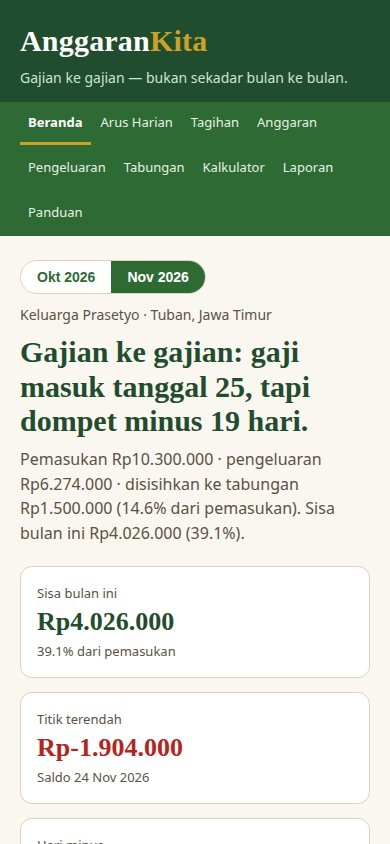 AnggaranKita
Gajian ke gajian — bukan sekadar bulan ke bulan.
Beranda Arus Harian Tagihan Anggaran
Pengeluaran Tabungan Kalkulator Laporan
Panduan
Okt 2026 Nov 2026
Keluarga Prasetyo · Tuban, Jawa Timur
Gajian ke gajian: gaji
masuk tanggal 25, tapi
dompet minus 19 hari.
Pemasukan Rp10.300.000 · pengeluaran
Rp6.274.000 · disisihkan ke tabungan
Rp1.500.000 (14.6% dari pemasukan). Sisa
bulan ini Rp4.026.000 (39.1%).
Sisa bulan ini
Rp4.026.000
39.1% dari pemasukan
Titik terendah
Rp-1.904.000
Saldo 24 Nov 2026